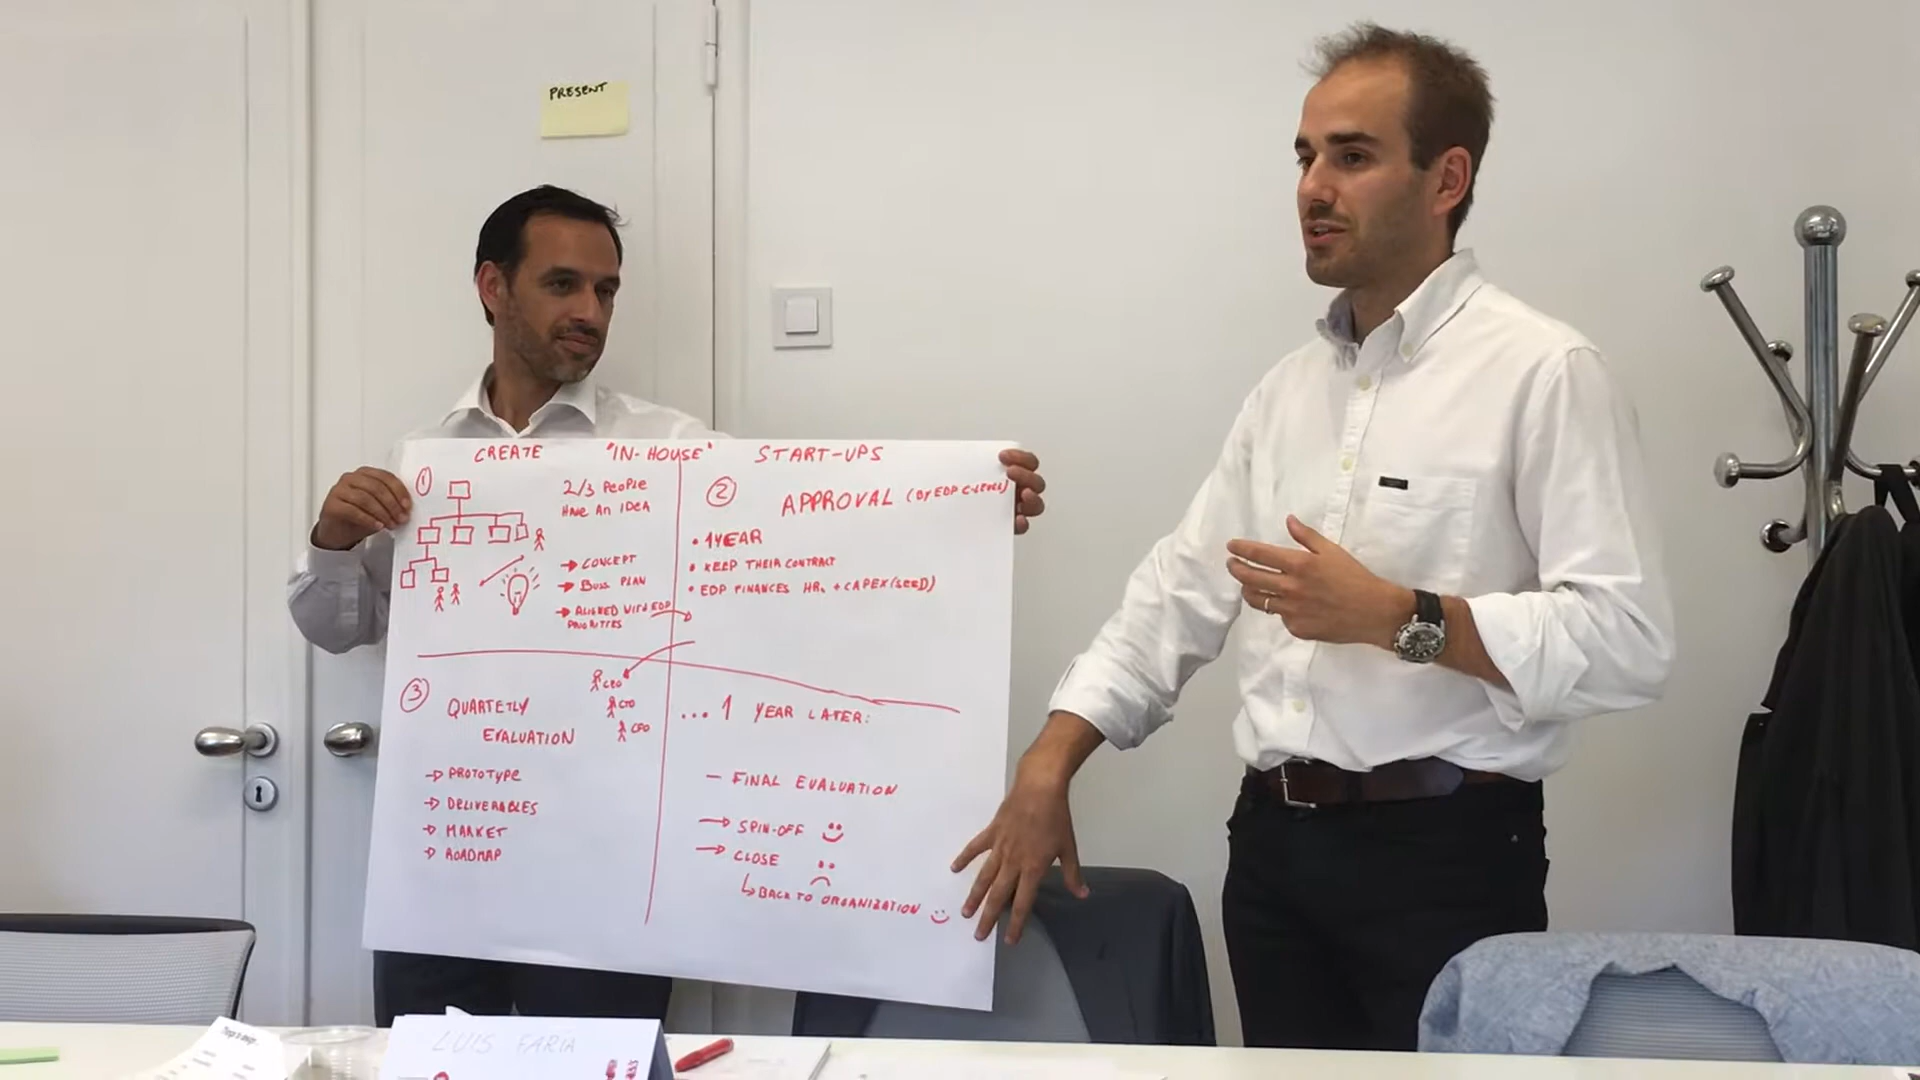 PRESENT
CREATE "IN-HOUSE" START-UPS
1
2/3 PEOPLE
HAVE AN IDEA
→ CONCEPT
→ BUSS PLAN
→ ALIGNED WITH EDP
PRIORITIES
2
APPROVAL (BY EDP C-LEVEL)
• 1 YEAR
• KEEP THEIR CONTRACT
• EDP FINANCES HR. + CAPEX (SEED)
3
QUARTETLY
EVALUATION
CEO
CTO
CFO
→ PROTOTYPE
→ DELIVERABLES
→ MARKET
→ ROADMAP
... 1 YEAR LATER:
- FINAL EVALUATION
→ SPIN-OFF
→ CLOSE
↳ BACK TO ORGANIZATION
LUIS FARIA